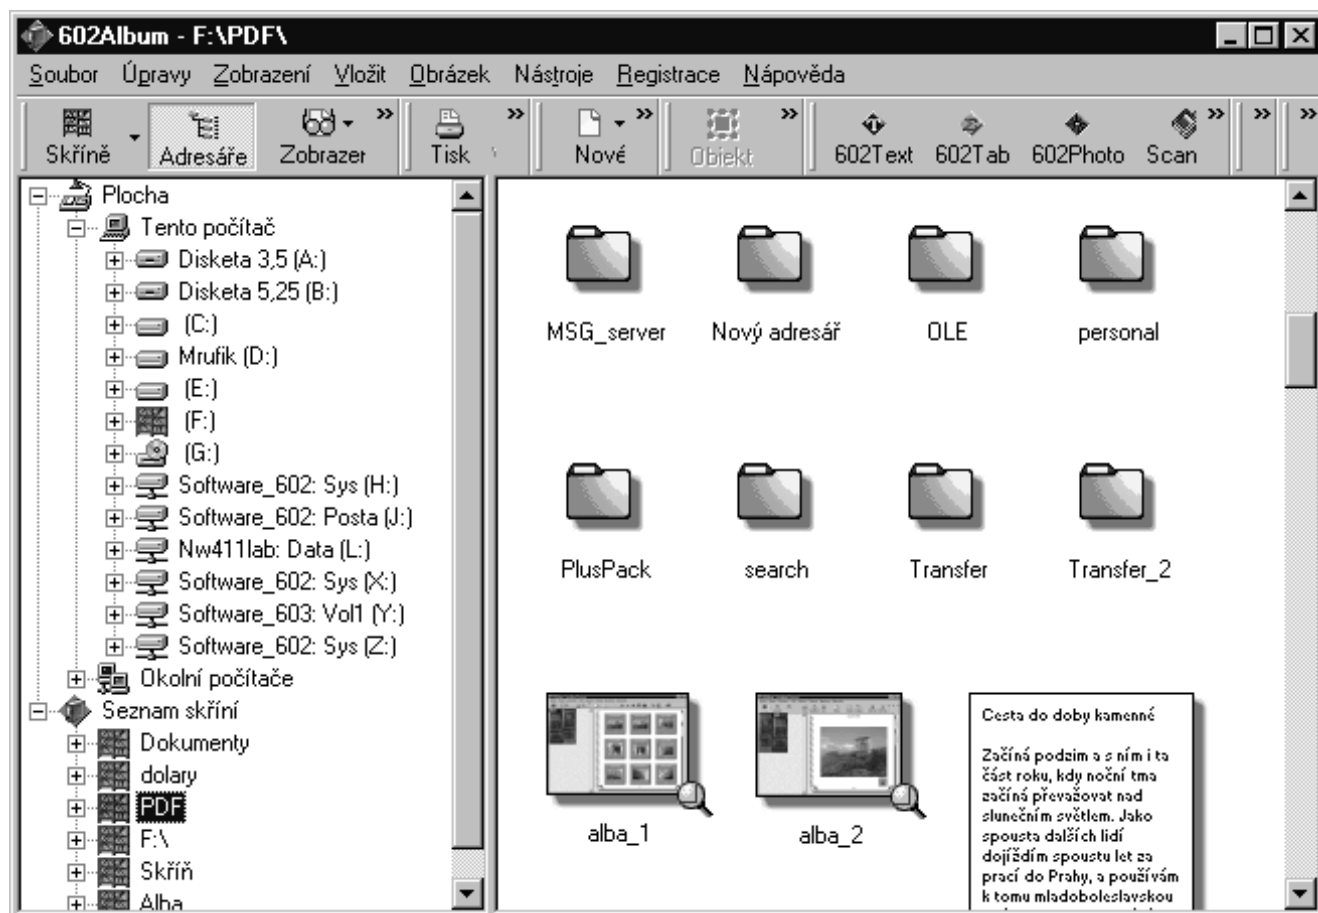 602Album - F:\PDF\
Soubor Úpravy Zobrazení Vložit Obrázek Nástroje Registrace Nápověda
Skříně Adresáře Zobrazer Tisk Nové Objekt 602Text 602Tab 602Photo Scan
Plocha
Tento počítač
Disketa 3,5 (A:)
Disketa 5,25 (B:)
(C:)
Mrufik (D:)
(E:)
(F:)
(G:)
Software_602: Sys (H:)
Software_602: Posta (J:)
Nw411lab: Data (L:)
Software_602: Sys (X:)
Software_603: Vol1 (Y:)
Software_602: Sys (Z:)
Okolní počítače
Seznam skříní
Dokumenty
dolary
PDF
F:\
Skříň
Alba
MSG_server Nový adresář OLE personal
PlusPack search Transfer Transfer_2
alba_1 alba_2
Cesta do doby kamenné
Začíná podzim a s ním i ta
část roku, kdy noční tma
začíná převažovat nad
slunečním světlem. Jako
spousta dalších lidí
dojíždím spoustu let za
prací do Prahy, a používám
k tomu mladoboleslavskou